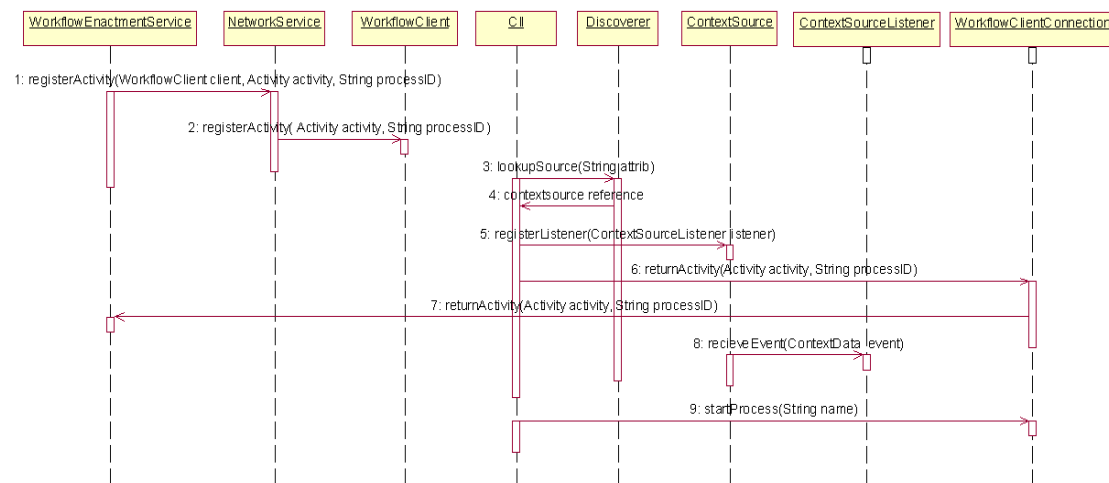 WorkflowEnactmentService
NetworkService
WorkflowClient
CII
Discoverer
ContextSource
ContextSourceListener
WorkflowClientConnection
1: registerActivity(WorkflowClient client, Activity activity, String processID)
2: registerActivity( Activity activity, String processID)
3: lookupSource(String attrib)
4: contextsource reference
5: registerListener(ContextSourceListener listener)
6: returnActivity(Activity activity, String processID)
7: returnActivity(Activity activity, String processID)
8: recieveEvent(ContextData event)
9: startProcess(String name)